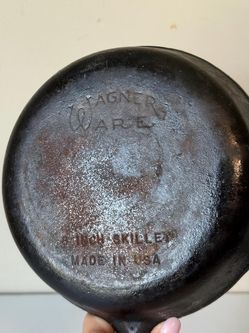 WAGNER
WARE
INCH SKILLET
MADE IN USA